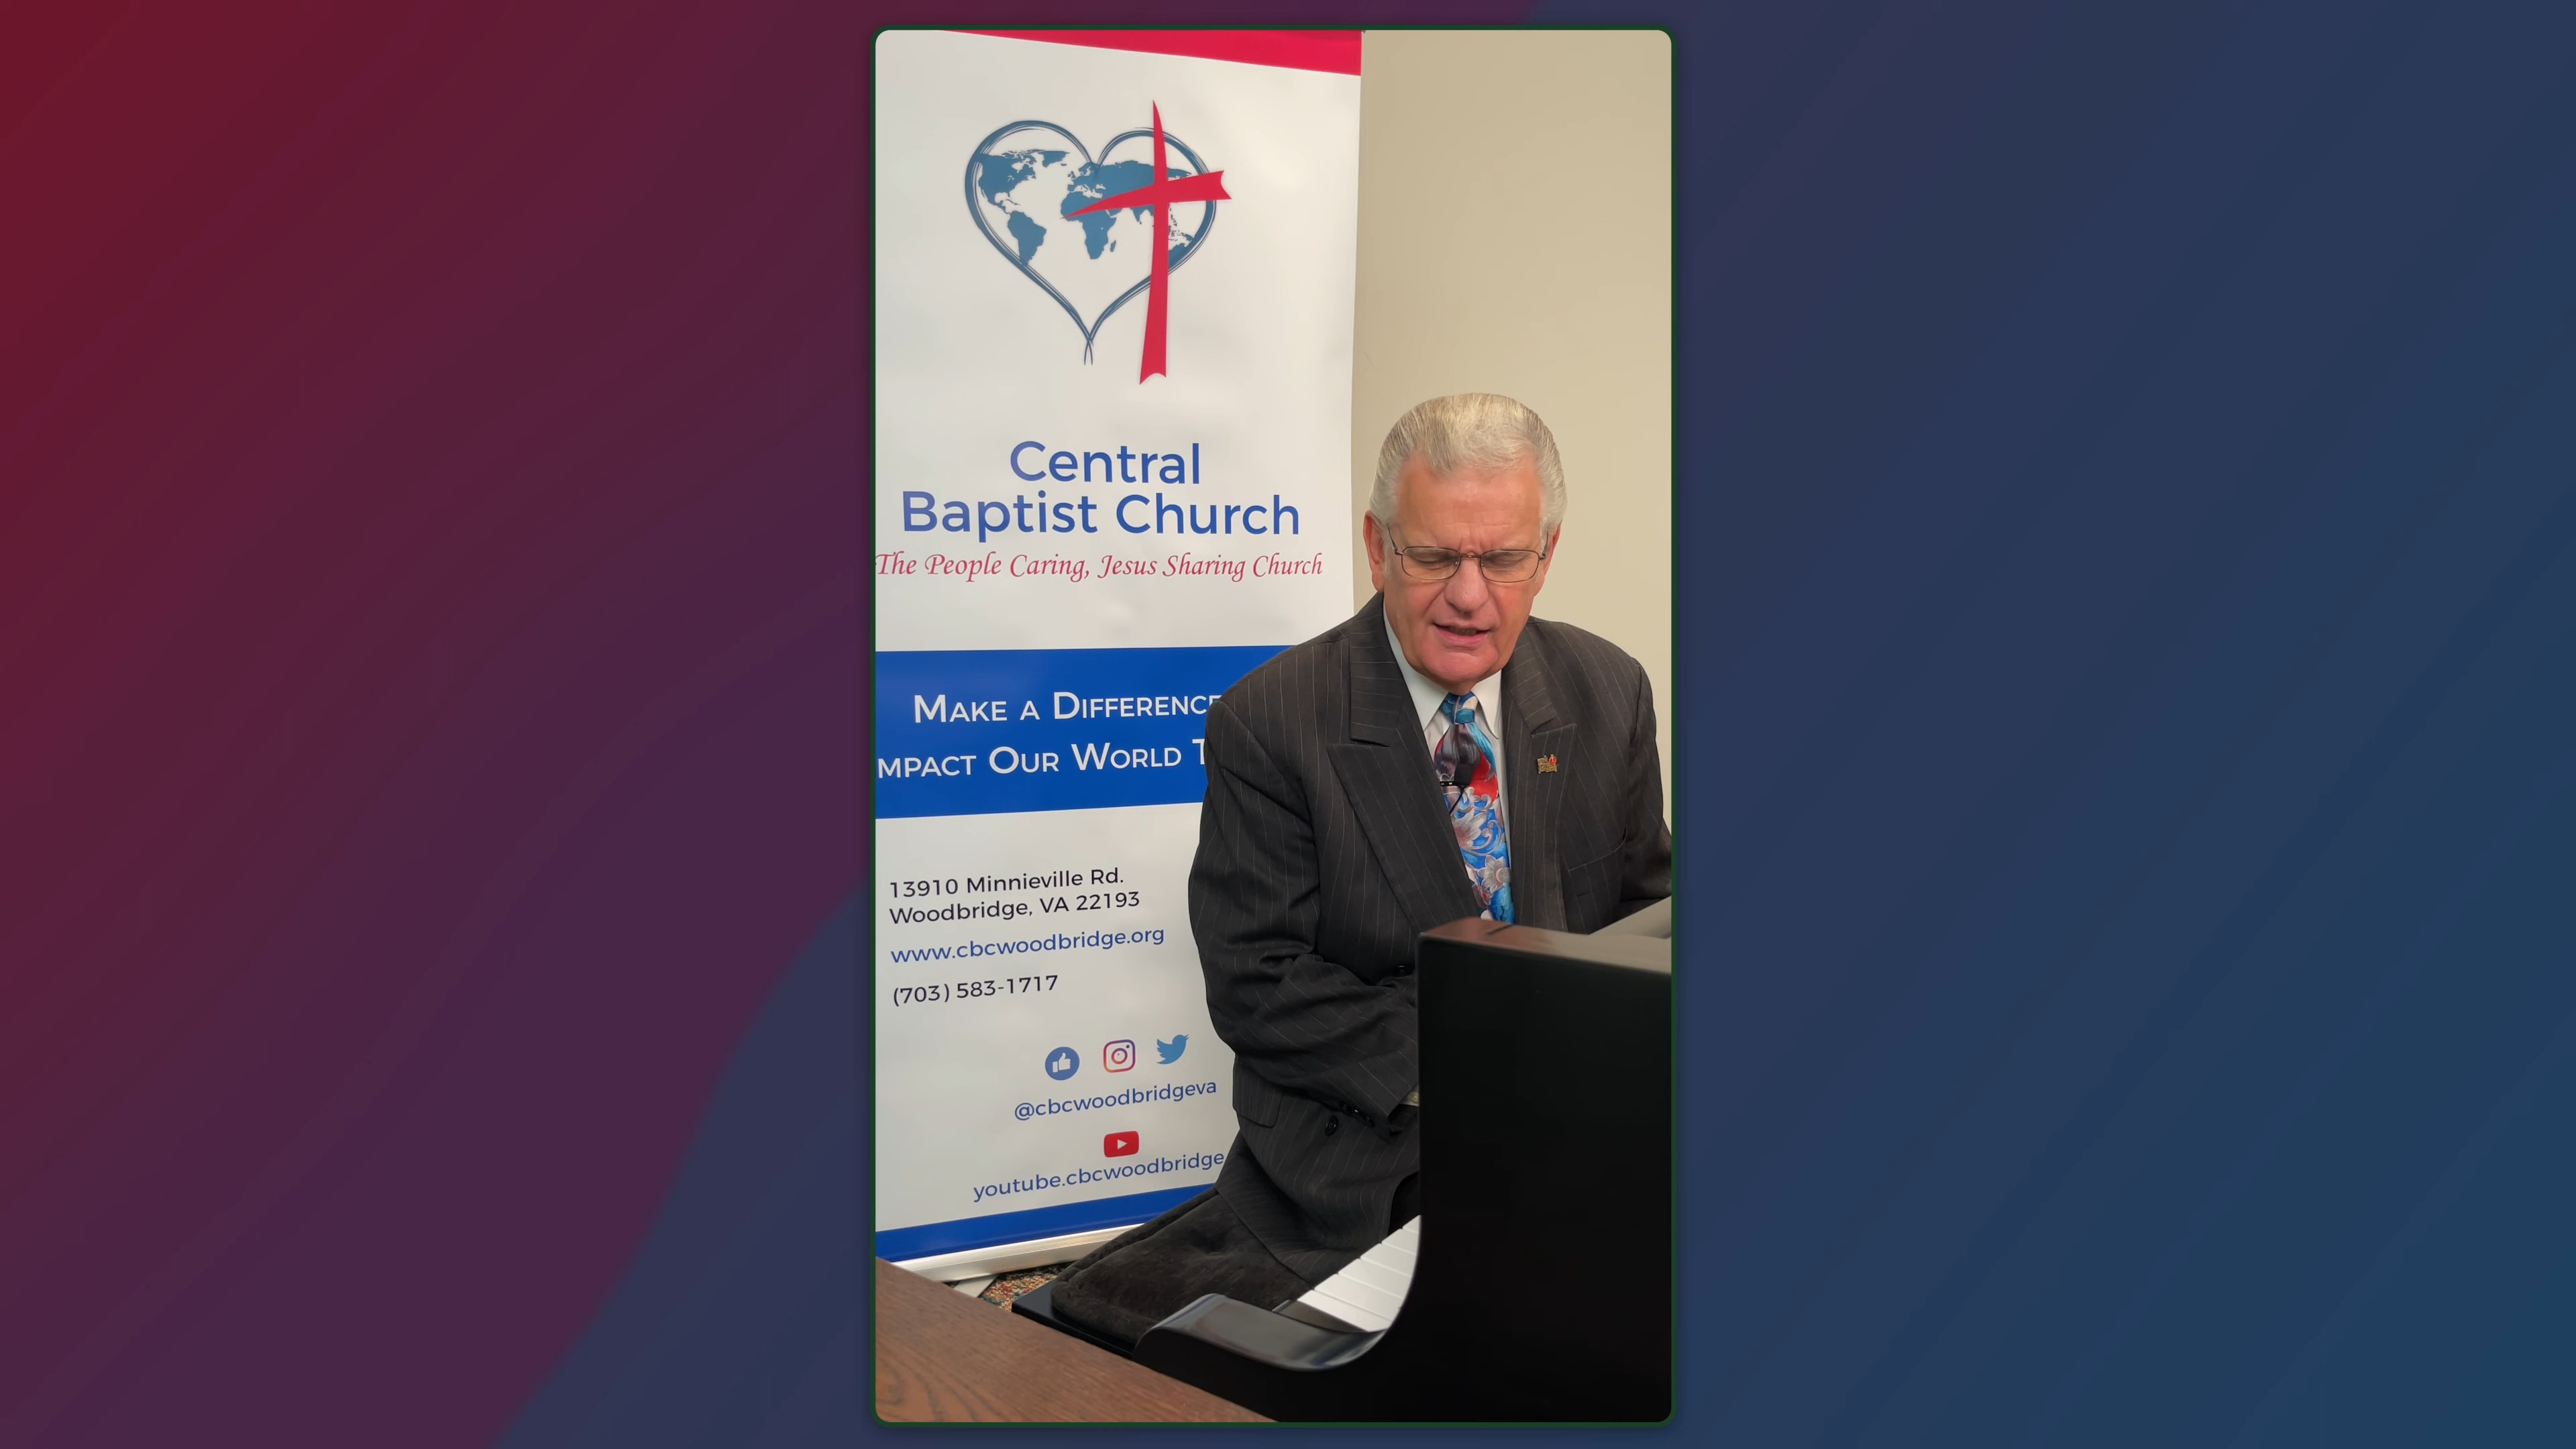 Central
Baptist Church
The People Caring, Jesus Sharing Church
MAKE A DIFFERENCE
MPACT OUR WORLD T
13910 Minnieville Rd.
Woodbridge, VA 22193
www.cbcwoodbridge.org
(703) 583-1717
@cbcwoodbridgeva
youtube.cbcwoodbridge